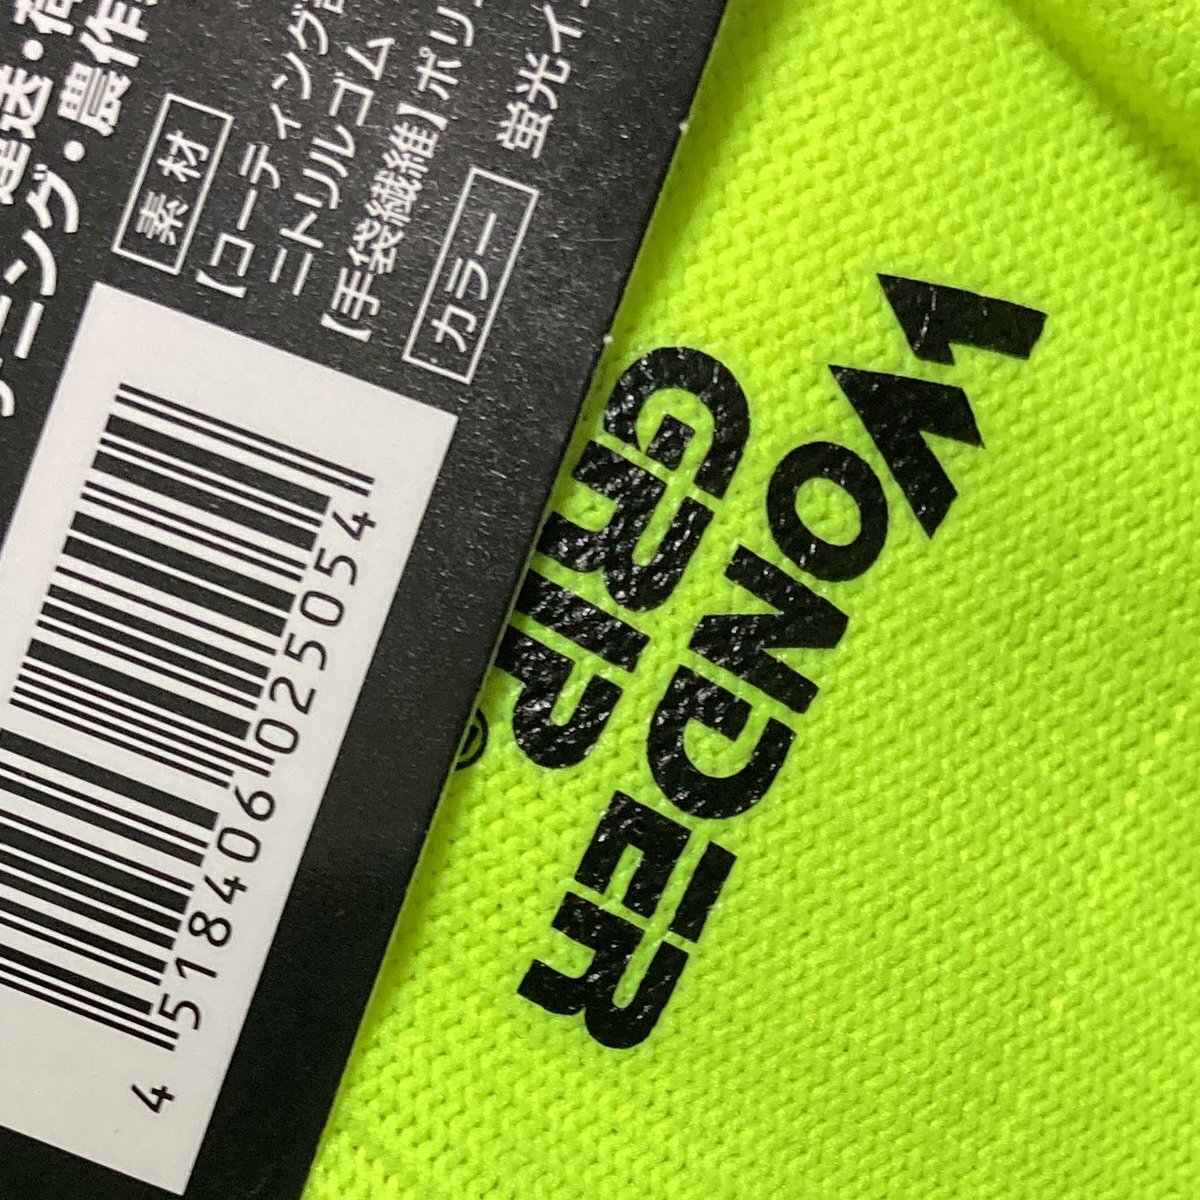 運送・荷
ニング・農作
素材
【コーティング
ニトリルゴム
【手袋繊維】ポリ
カラー
蛍光イ
4 518406 025054
WONDER
GRIP®